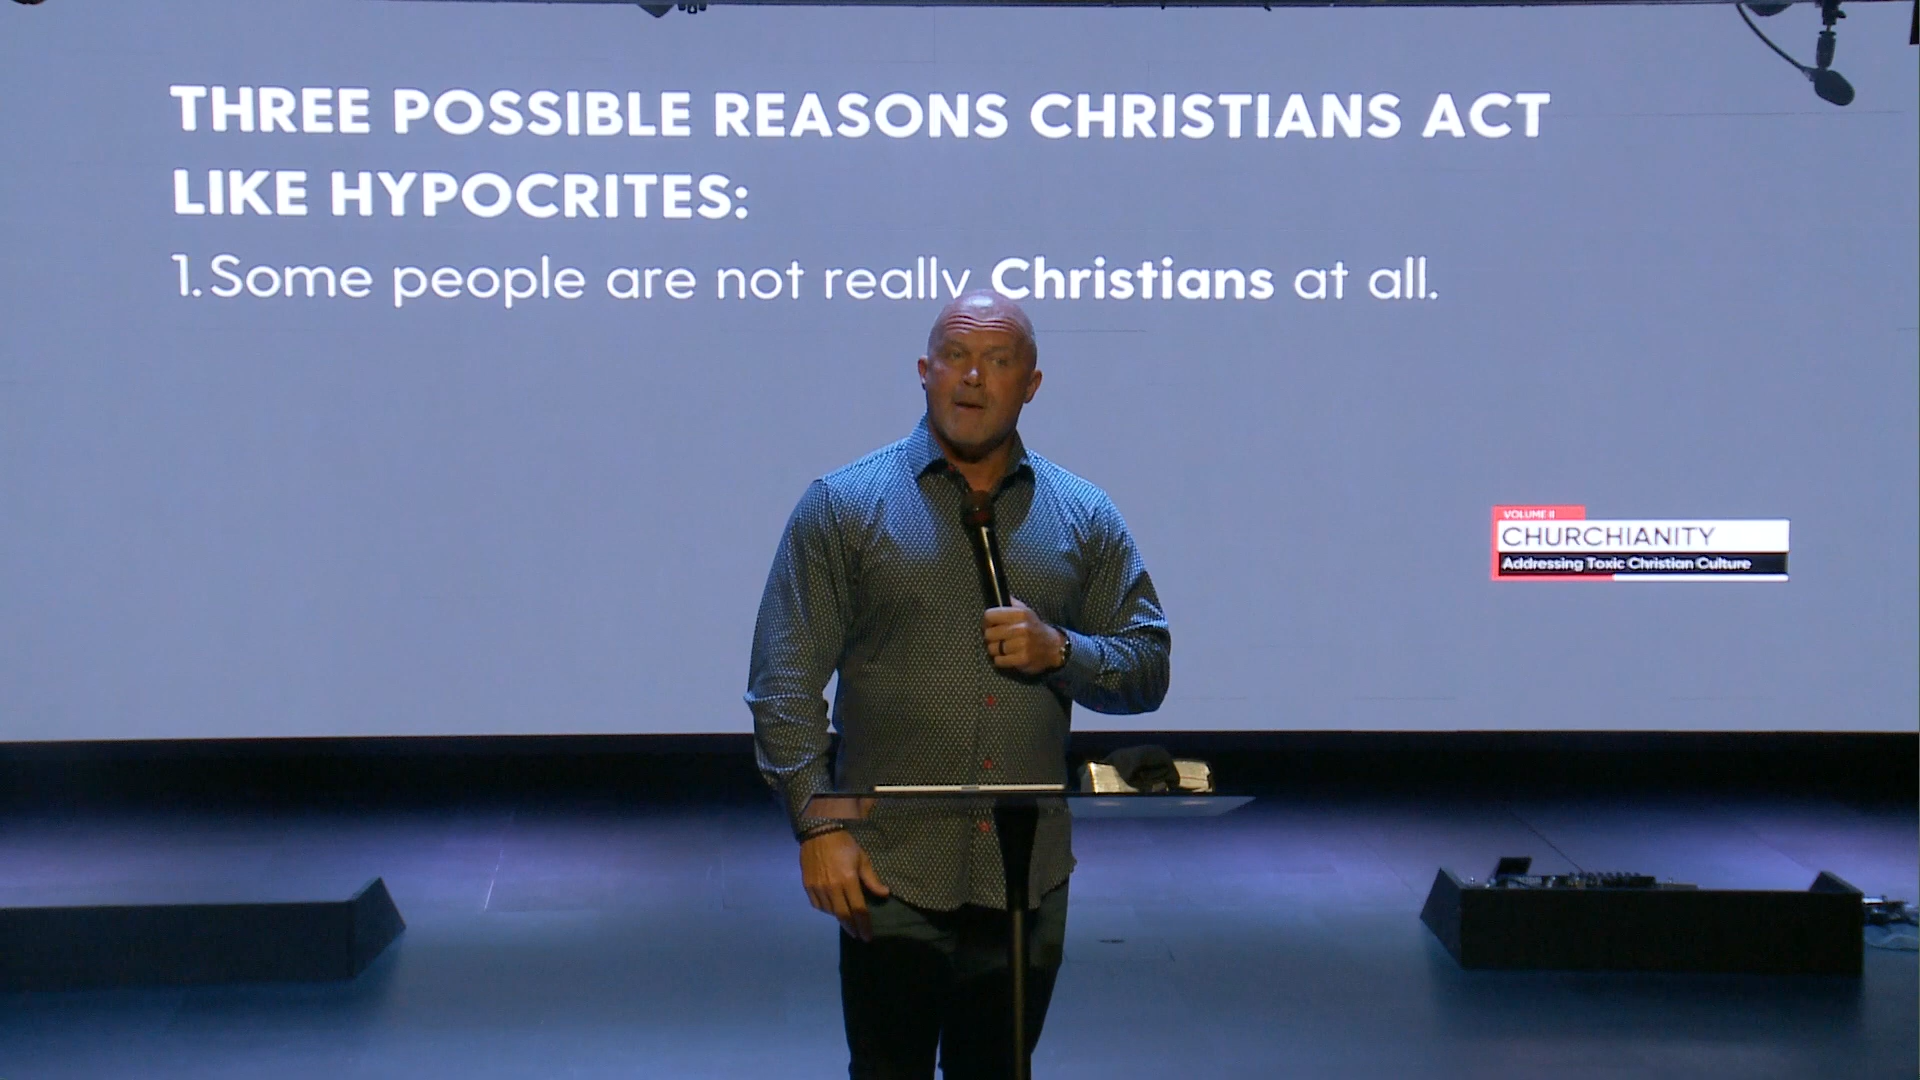 THREE POSSIBLE REASONS CHRISTIANS ACT
LIKE HYPOCRITES:
1. Some people are not really Christians at all.
VOLUME II
CHURCHIANITY
Addressing Toxic Christian Culture